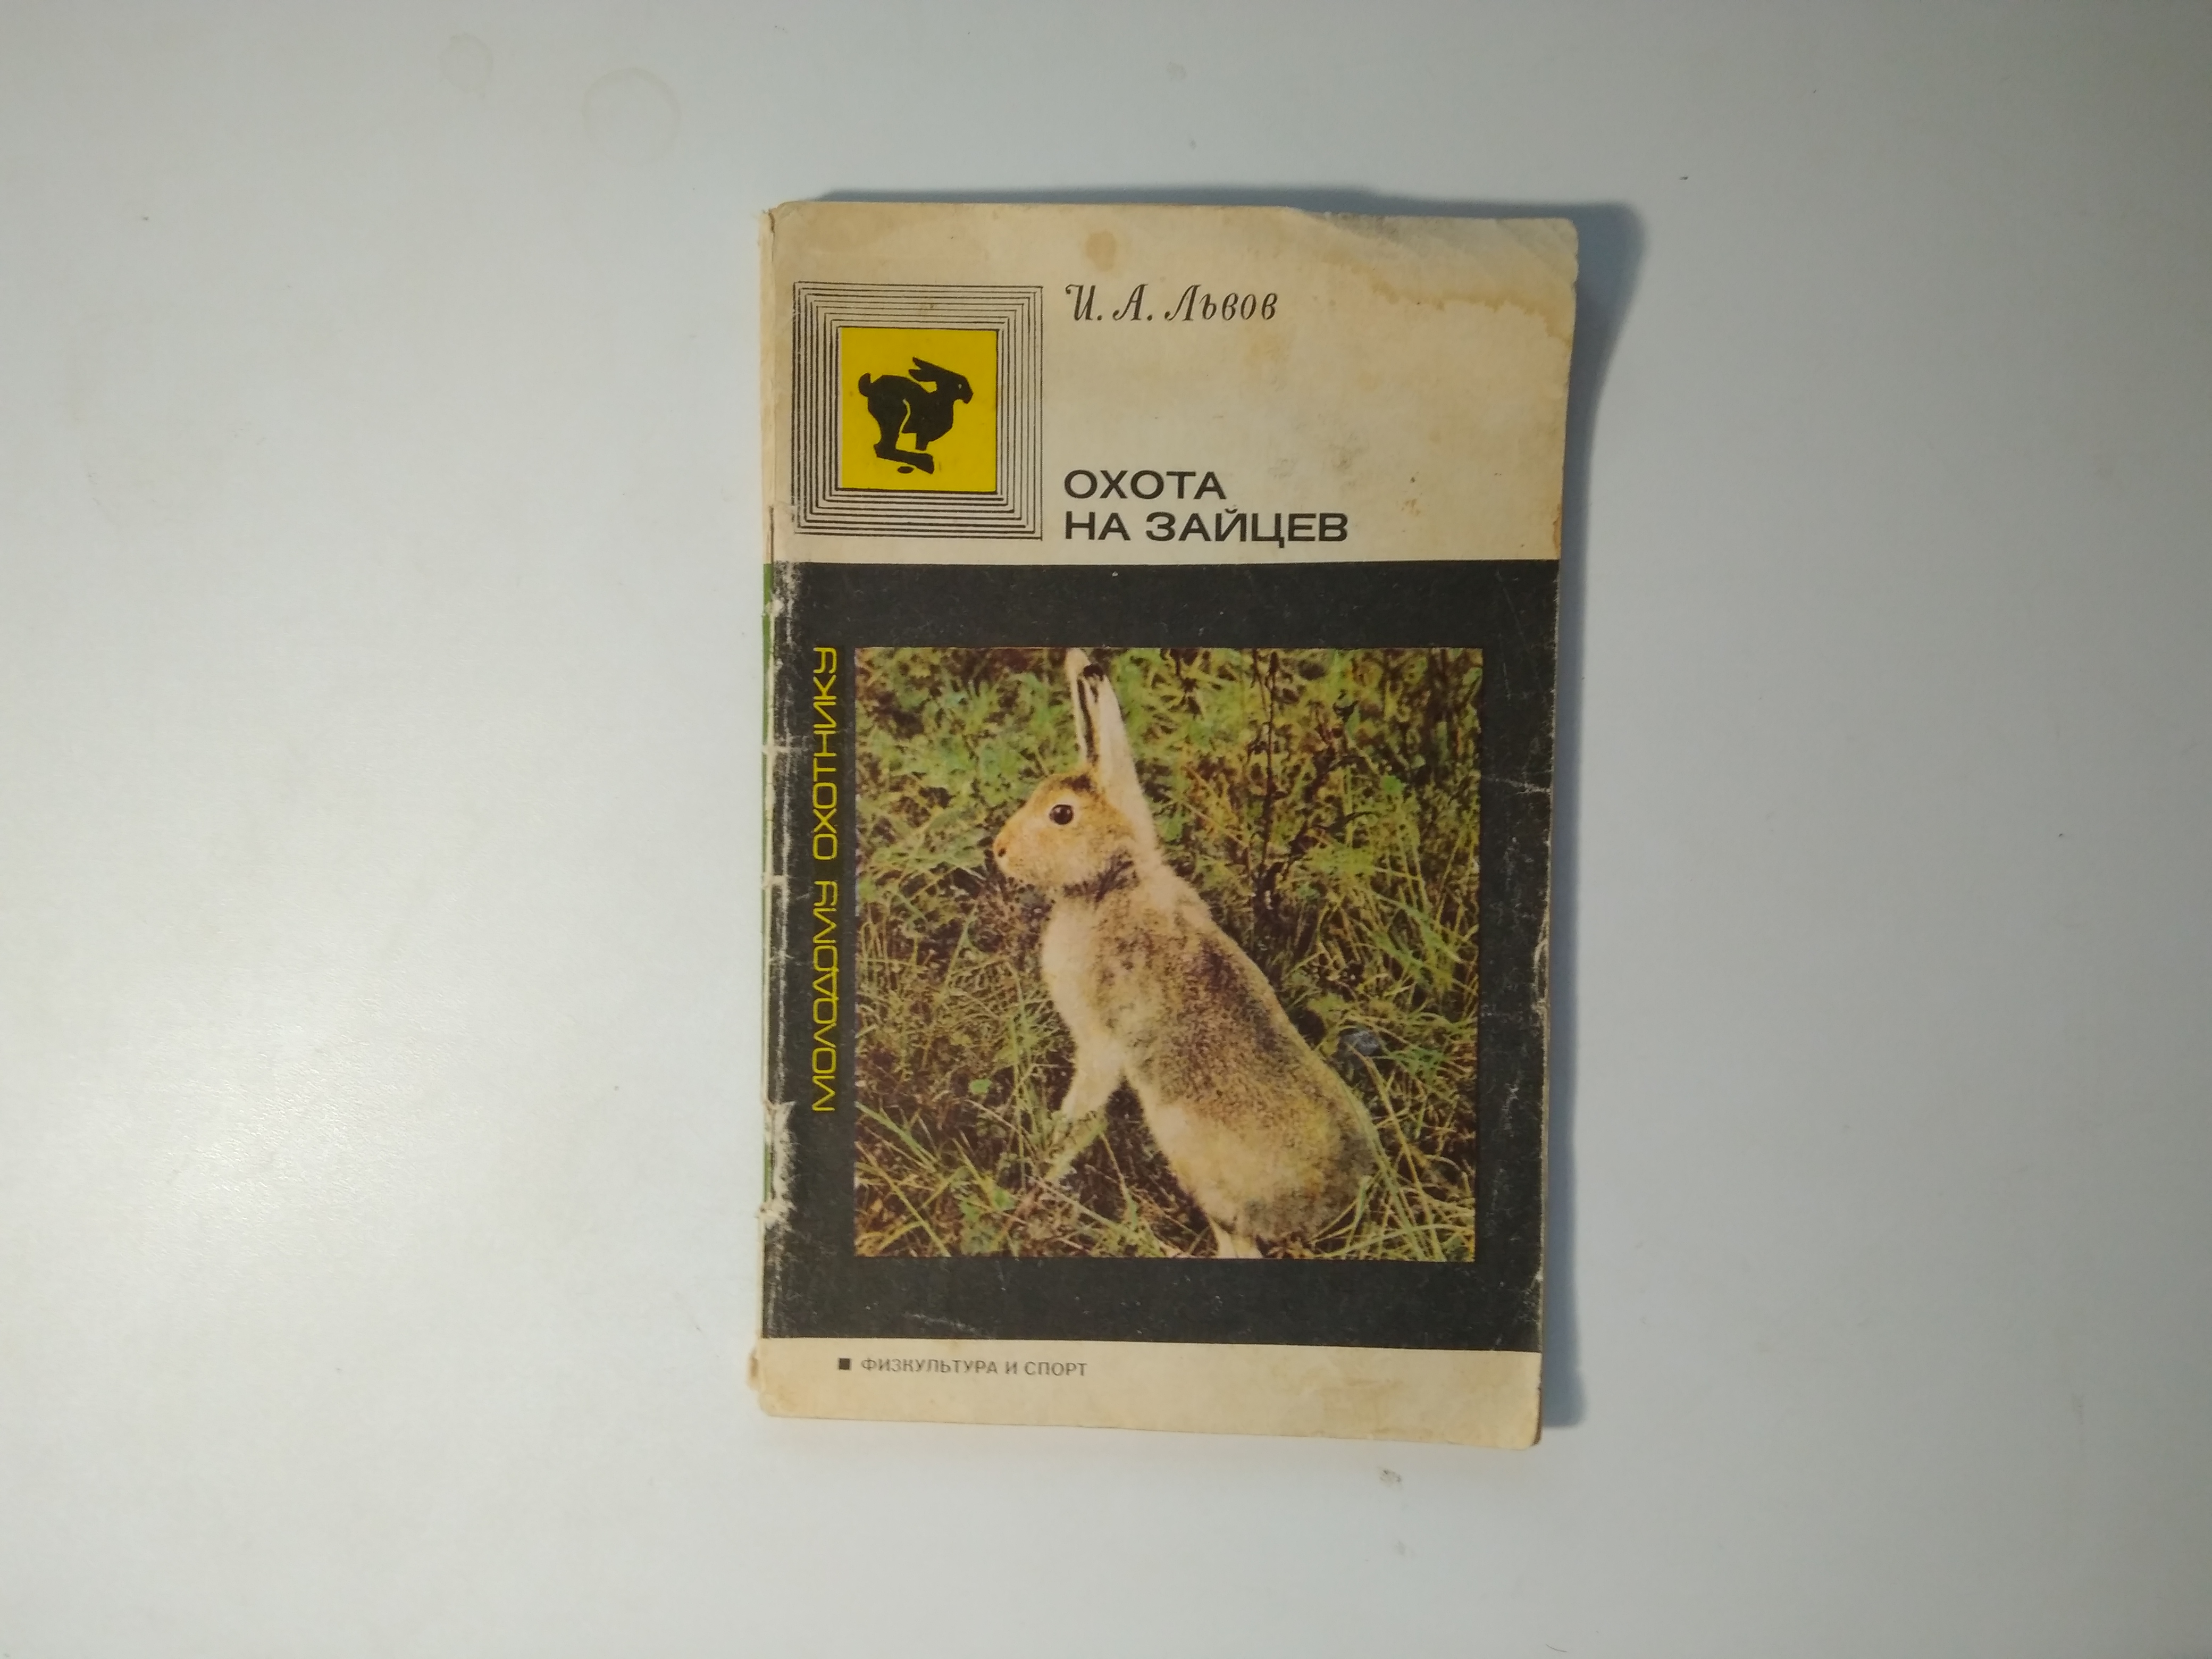 И. А. Львов
ОХОТА
НА ЗАЙЦЕВ
МОЛОДОМУ ОХОТНИКУ
ФИЗКУЛЬТУРА И СПОРТ